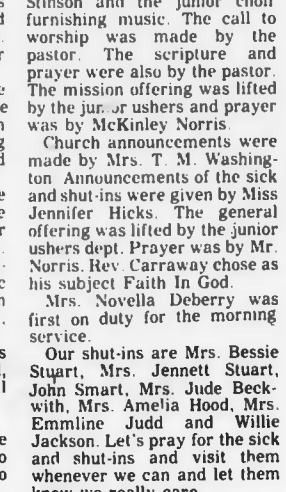 Stinson and the junior choir
furnishing music. The call to
worship was made by the
pastor. The scripture and
prayer were also by the pastor.
The mission offering was lifted
by the jun.or ushers and prayer
was by McKinley Norris.
Church announcements were
made by Mrs. T. M. Washing-
ton Announcements of the sick
and shut-ins were given by Miss
Jennifer Hicks. The general
offering was lifted by the junior
ushers dept. Prayer was by Mr.
Norris. Rev. Carraway chose as
his subject Faith In God.
Mrs. Novella Deberry was
first on duty for the morning
service.
Our shut-ins are Mrs. Bessie
Stuart, Mrs. Jennett Stuart,
John Smart, Mrs. Jude Beck-
with, Mrs. Amelia Hood, Mrs.
Emmline Judd and Willie
Jackson. Let's pray for the sick
and shut-ins and visit them
whenever we can and let them
know we really care